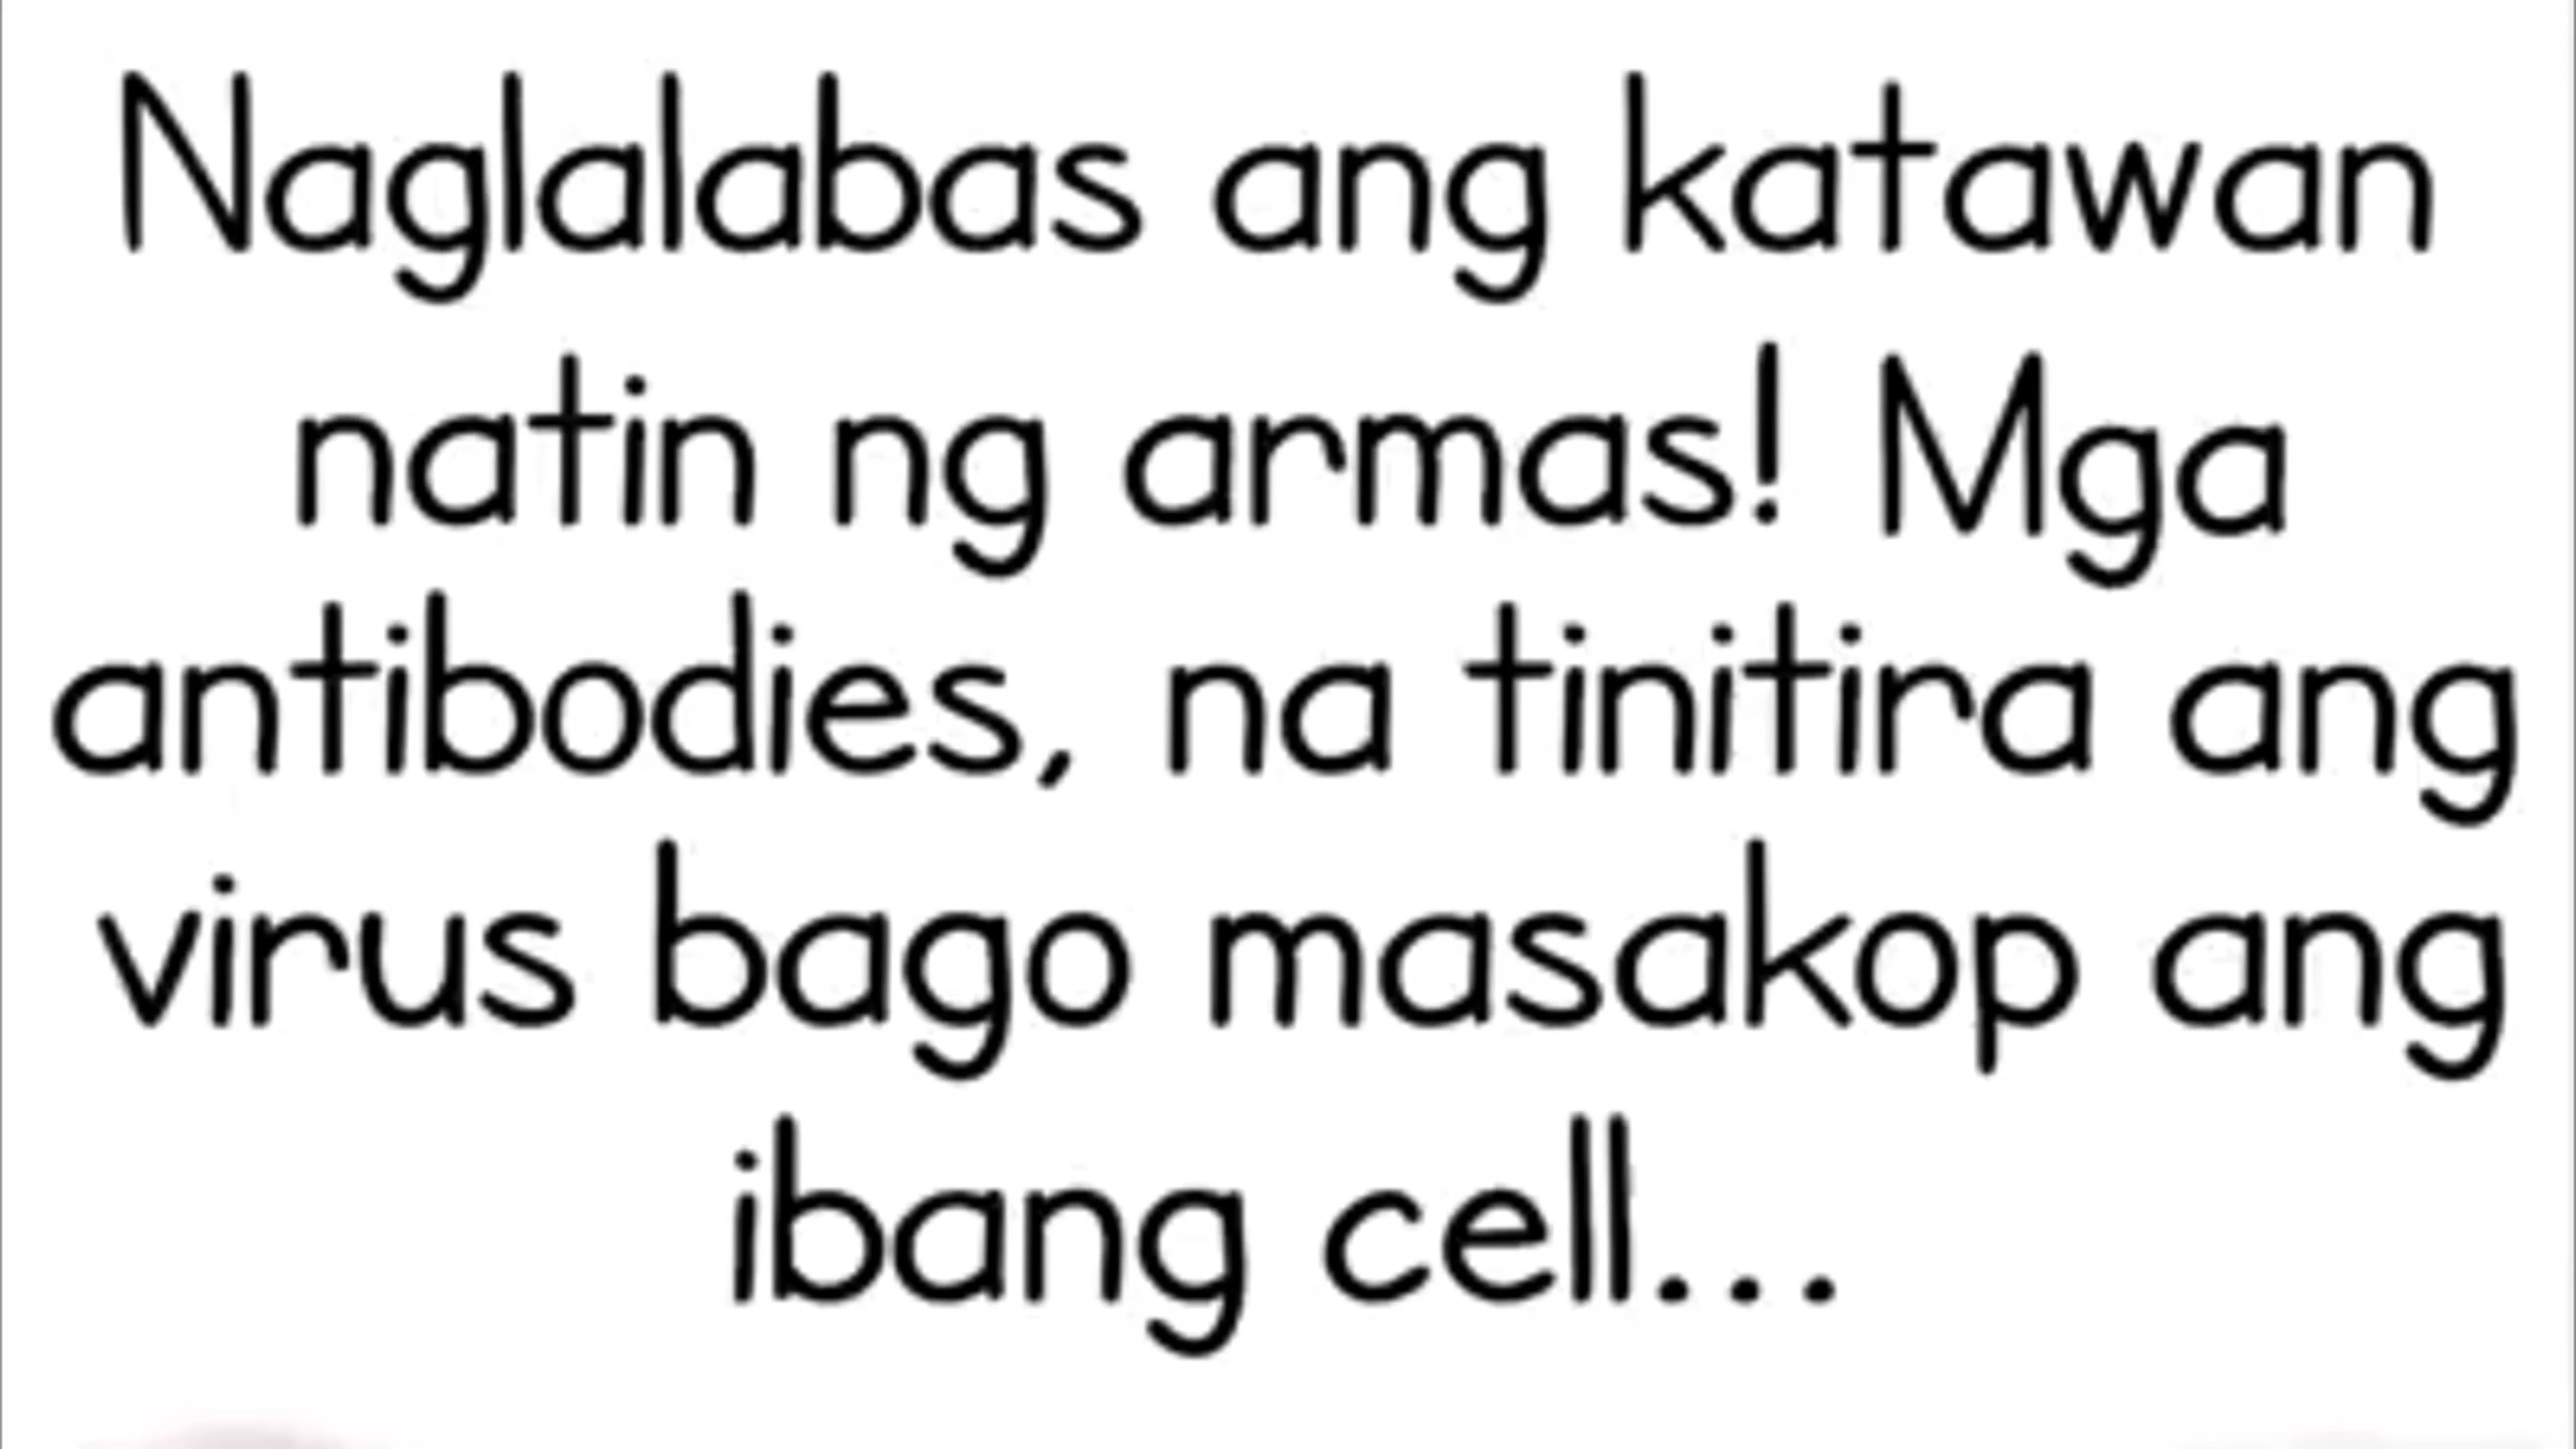 Naglalabas ang katawan
natin ng armas! Mga
antibodies, na tinitira ang
virus bago masakop ang
ibang cell...